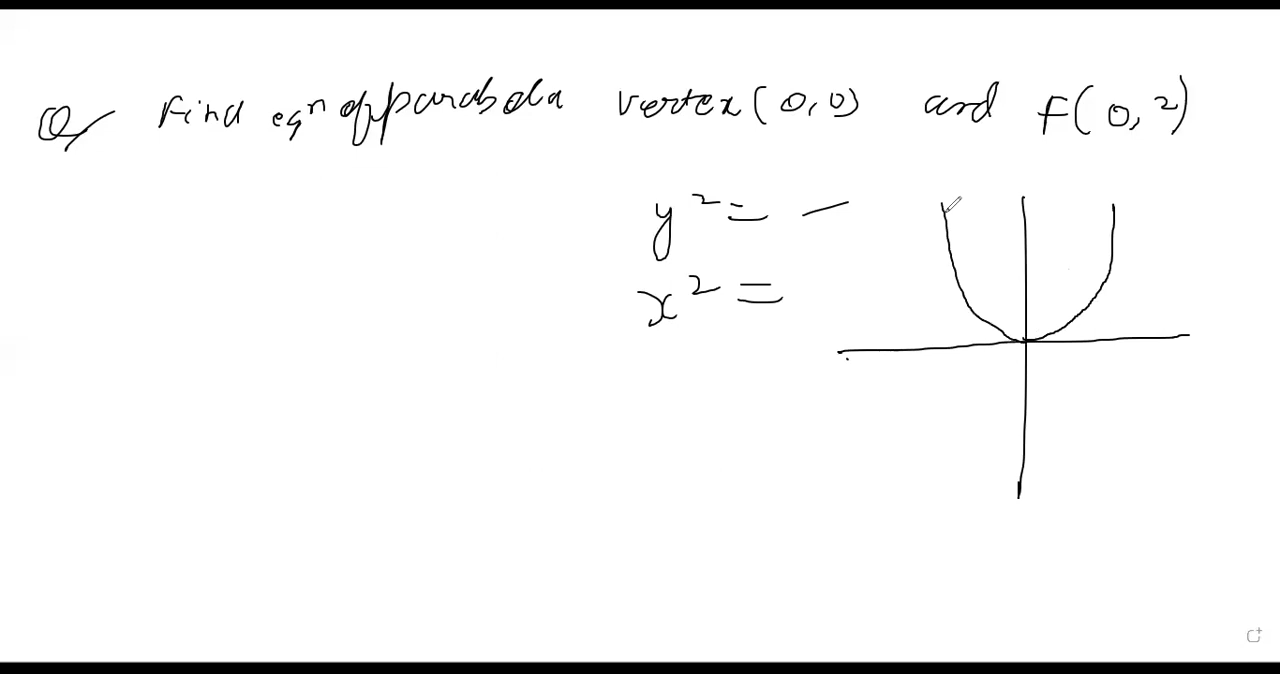 Q Find eqⁿ of parabola vertex (0,0) and F(0,2)
y² = —
x² =